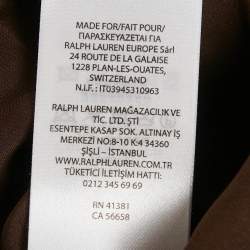 MADE FOR/FAIT POUR/
ΠΑΡΑΣΚΕΥΑΖΕΤΑΙ ΓΙΑ
RALPH LAUREN EUROPE Sárl
24 ROUTE DE LA GALAISE
1228 PLAN-LES-OUATES,
SWITZERLAND
N.I.F. : IT03945310963
RALPH LAUREN MAĞAZACILIK VE
TİC. LTD. ŞTİ.
ESENTEPE KASAP SOK. ALTINAY İŞ
MERKEZİ NO:8-10 K:4 34360
ŞİŞLİ – İSTANBUL
WWW.RALPHLAUREN.COM.TR
TÜKETİCİ İLETİŞİM HATTI:
0212 345 69 69
RN 41381
CA 56658